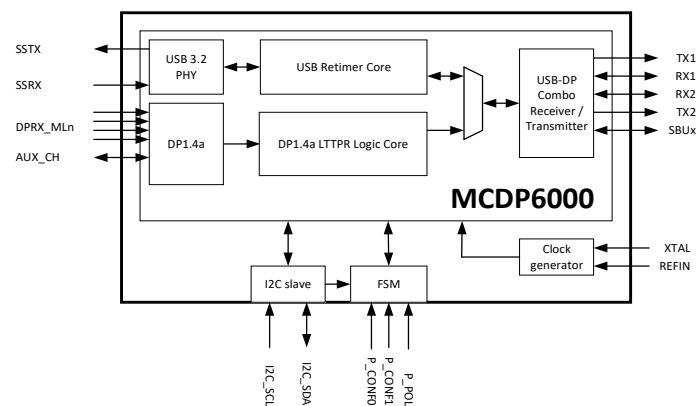 SSTX
SSRX
DPRX_MLn
AUX_CH
USB 3.2
PHY
USB Retimer Core
DP1.4a
DP1.4a LTTPR Logic Core
USB-DP
Combo
Receiver /
Transmitter
TX1
RX1
RX2
TX2
SBUx
MCDP6000
Clock
generator
XTAL
REFIN
I2C slave
FSM
I2C_SCL
I2C_SDA
P_CONF0
P_CONF1
P_POL